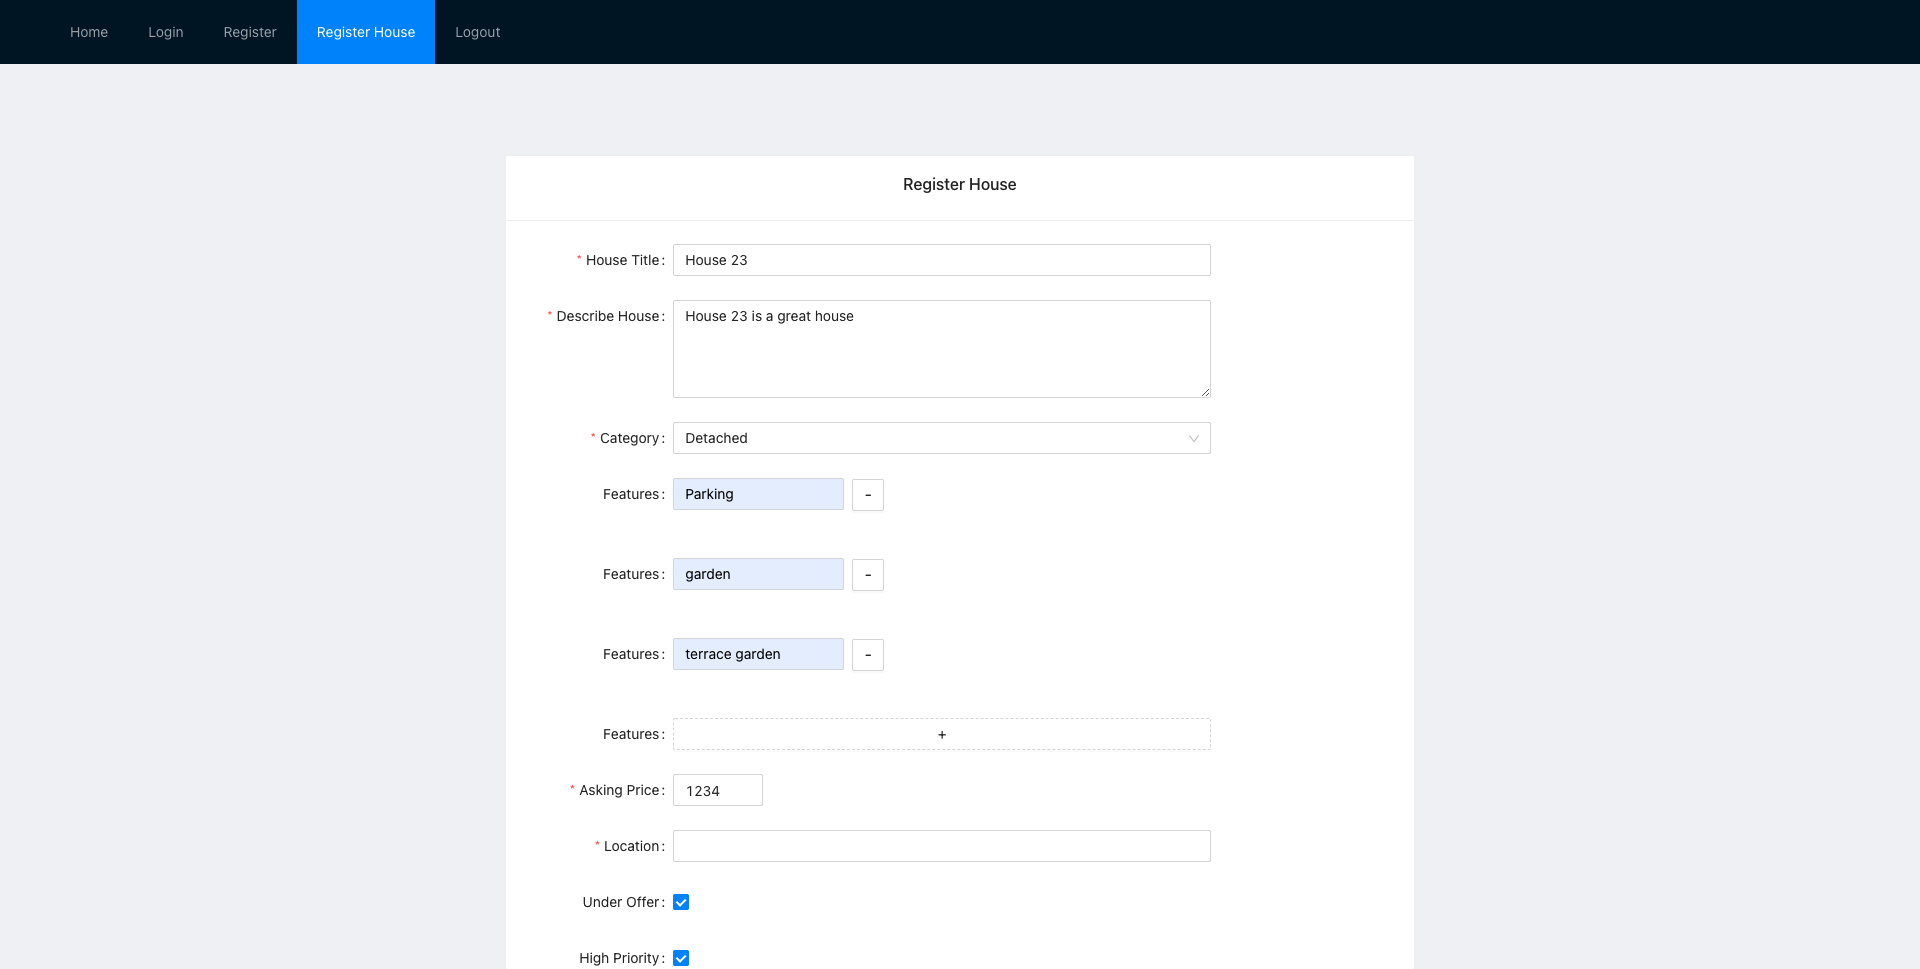 Home Login Register Register House Logout
Register House
* House Title: House 23
* Describe House: House 23 is a great house
* Category: Detached
Features: Parking -
Features: garden -
Features: terrace garden -
Features: +
* Asking Price: 1234
* Location:
Under Offer:
High Priority: